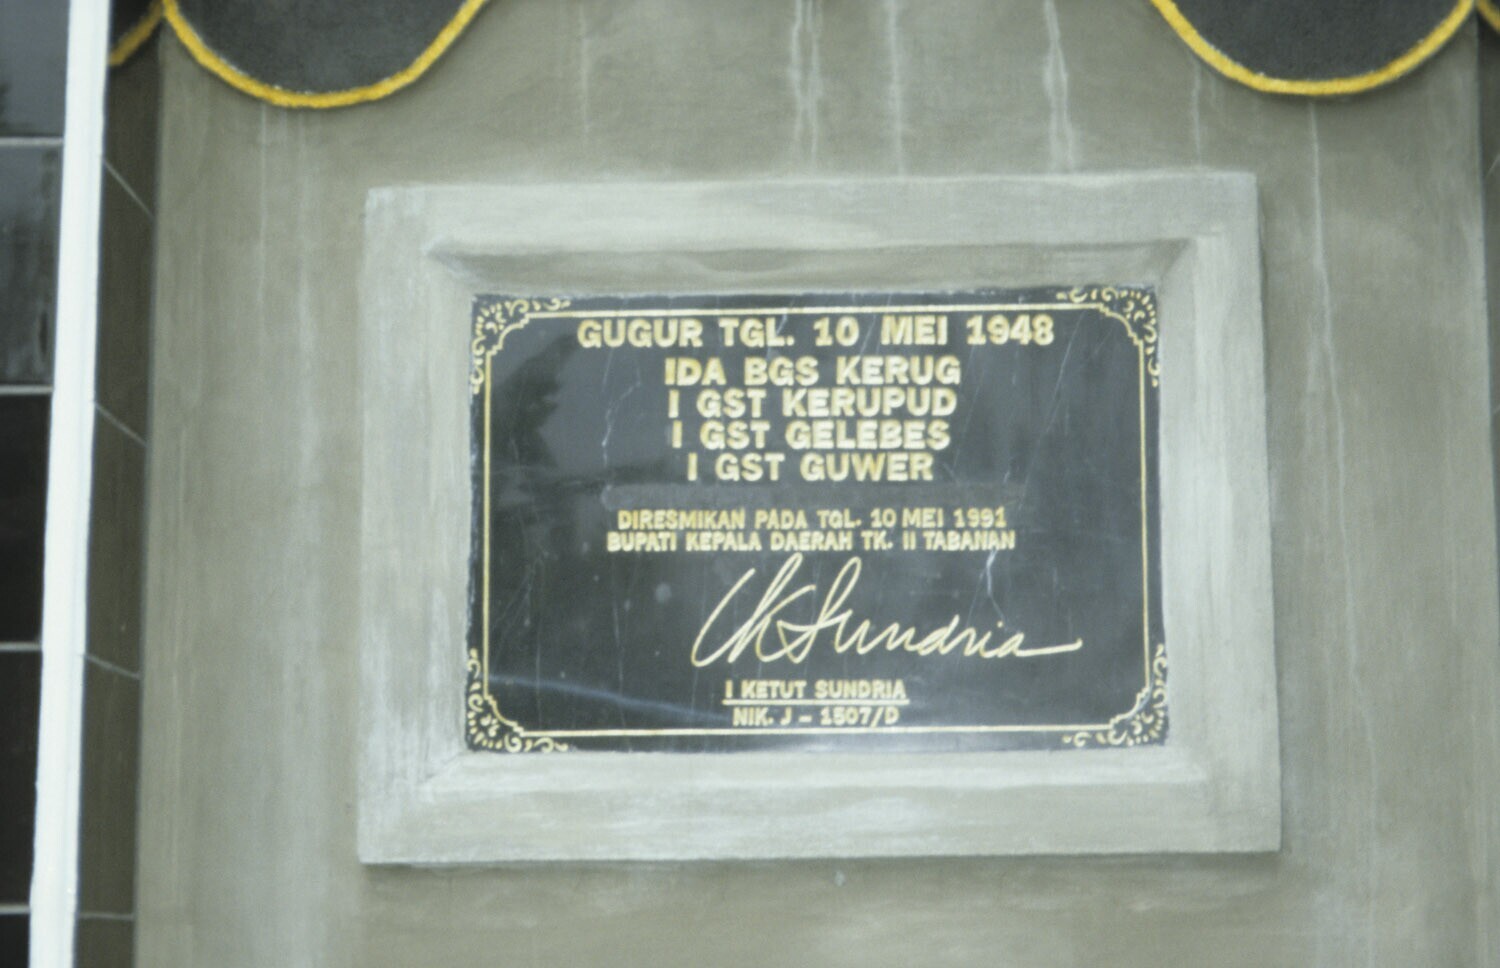 GUGUR TGL. 10 MEI 1948
IDA BGS KERUG
I GST KERUPUD
I GST GELEBES
I GST GUWER
DIRESMIKAN PADA TGL. 10 MEI 1991
BUPATI KEPALA DAERAH TK. II TABANAN
IKSundria
I KETUT SUNDRIA
NIK. J - 1507/D